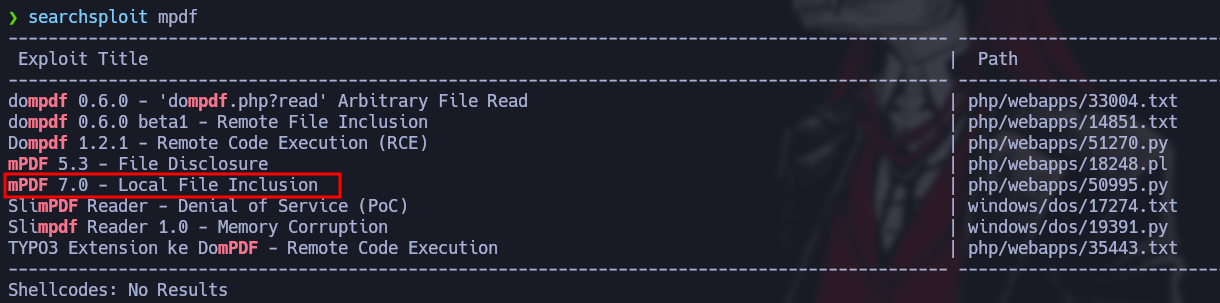 ❯ searchsploit mpdf
---------------------------------------------------------------------------------------- ---------------------------------
Exploit Title | Path
---------------------------------------------------------------------------------------- ---------------------------------
dompdf 0.6.0 - 'dompdf.php?read' Arbitrary File Read | php/webapps/33004.txt
dompdf 0.6.0 beta1 - Remote File Inclusion | php/webapps/14851.txt
Dompdf 1.2.1 - Remote Code Execution (RCE) | php/webapps/51270.py
mPDF 5.3 - File Disclosure | php/webapps/18248.pl
mPDF 7.0 - Local File Inclusion | php/webapps/50995.py
SlimPDF Reader - Denial of Service (PoC) | windows/dos/17274.txt
Slimpdf Reader 1.0 - Memory Corruption | windows/dos/19391.py
TYPO3 Extension ke DomPDF - Remote Code Execution | php/webapps/35443.txt
---------------------------------------------------------------------------------------- ---------------------------------
Shellcodes: No Results